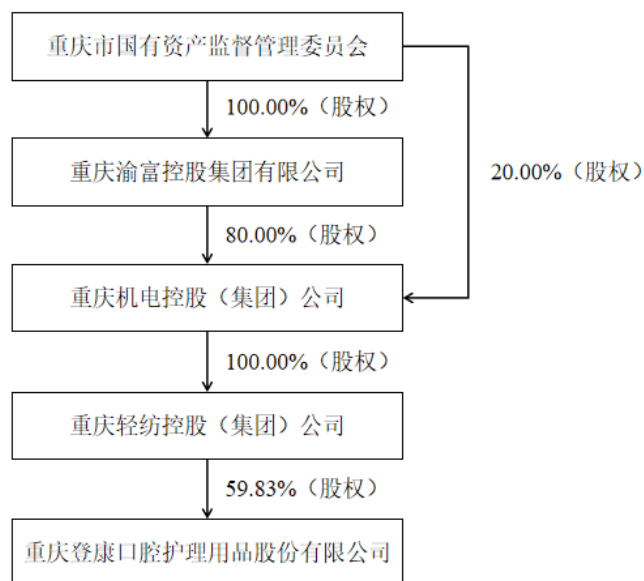 重庆市国有资产监督管理委员会
100.00%（股权）
重庆渝富控股集团有限公司
20.00%（股权）
80.00%（股权）
重庆机电控股（集团）公司
100.00%（股权）
重庆轻纺控股（集团）公司
59.83%（股权）
重庆登康口腔护理用品股份有限公司